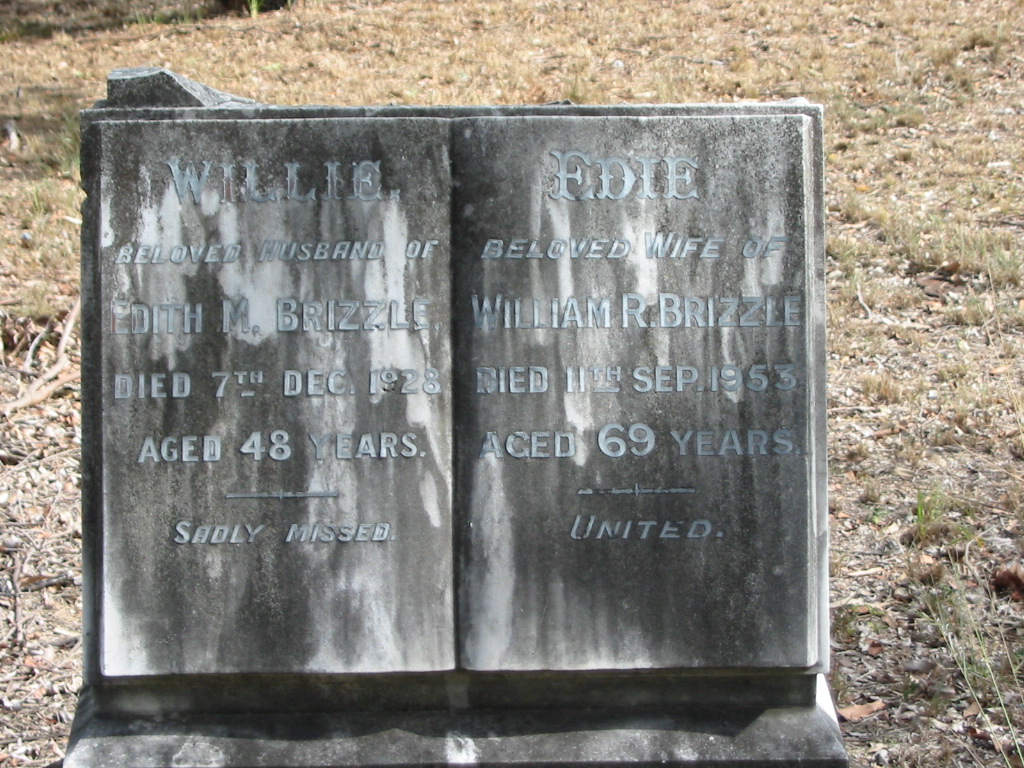 WILLIE.
BELOVED HUSBAND OF
EDITH M. BRIZZLE.
DIED 7TH DEC. 1928
AGED 48 YEARS.
SADLY MISSED.
EDIE
BELOVED WIFE OF
WILLIAM R. BRIZZLE
DIED 11TH SEP. 1953
AGED 69 YEARS.
UNITED.